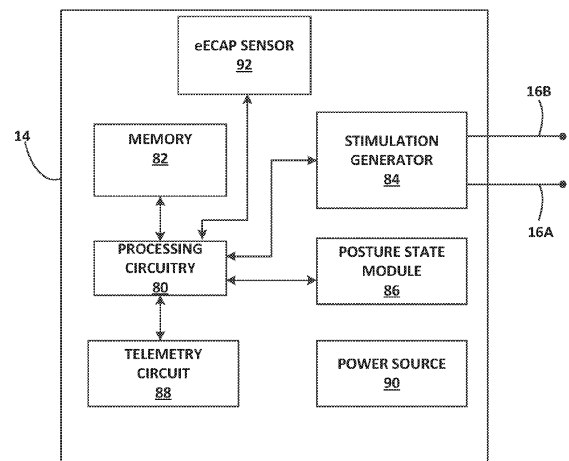 eECAP SENSOR
92
16B
14
MEMORY
82
STIMULATION
GENERATOR
84
16A
PROCESSING
CIRCUITRY
80
POSTURE STATE
MODULE
86
TELEMETRY
CIRCUIT
88
POWER SOURCE
90